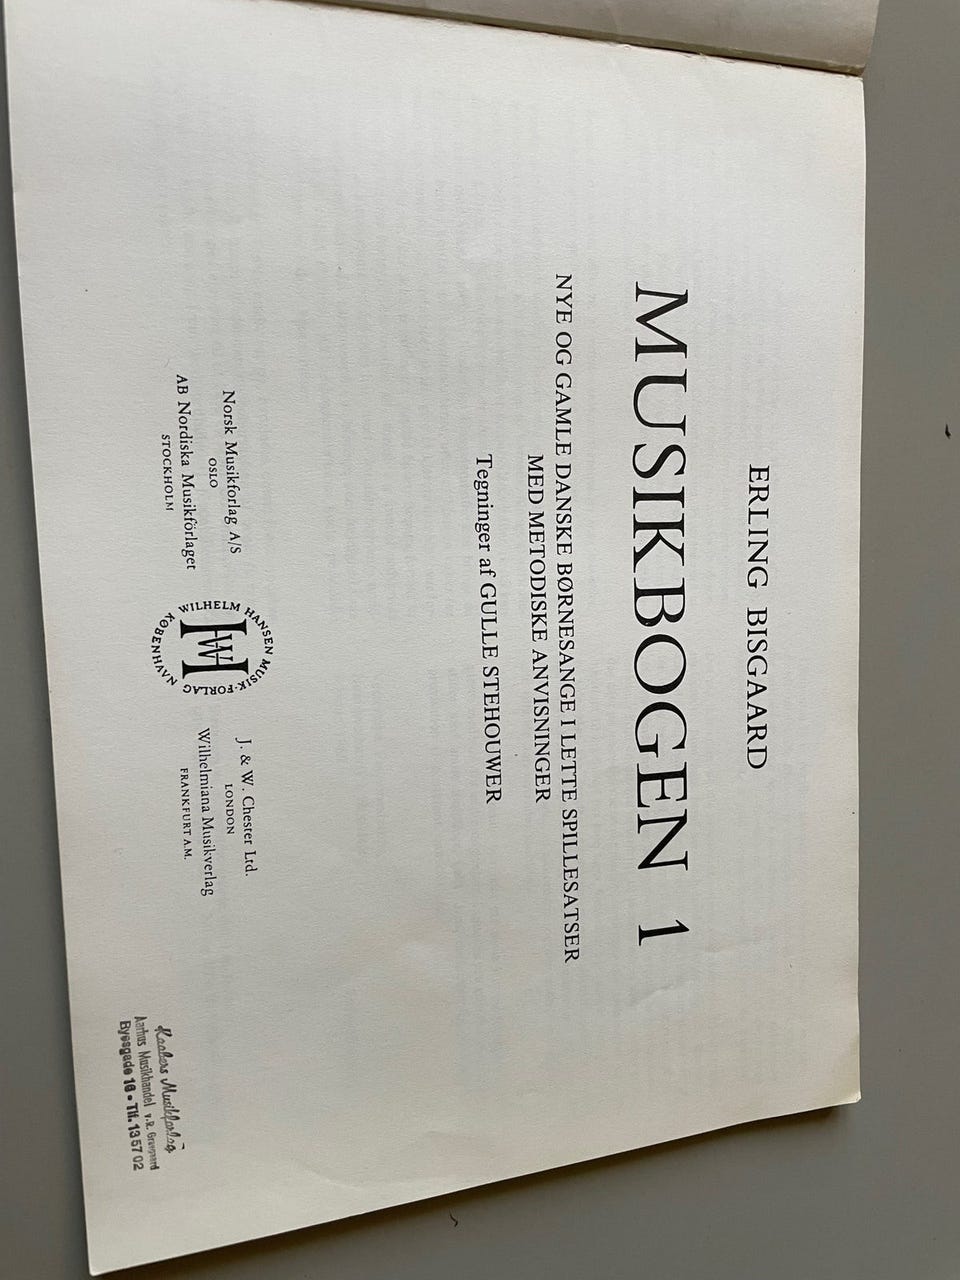 ERLING BISGAARD
MUSIKBOGEN 1
NYE OG GAMLE DANSKE BØRNESANGE I LETTE SPILLESATSER
MED METODISKE ANVISNINGER
Tegninger af GULLE STEHOUWER
Norsk Musikforlag A/S
OSLO
AB Nordiska Musikförlaget
STOCKHOLM
WILHELM HANSEN MUSIK-FORLAG
KØBENHAVN
WH
J. & W. Chester Ltd.
LONDON
Wilhelmiana Musikverlag
FRANKFURT A.M.
Musikforlag
Aarhus Musikhandel v. R.
16 • Tlf. 13 57 02